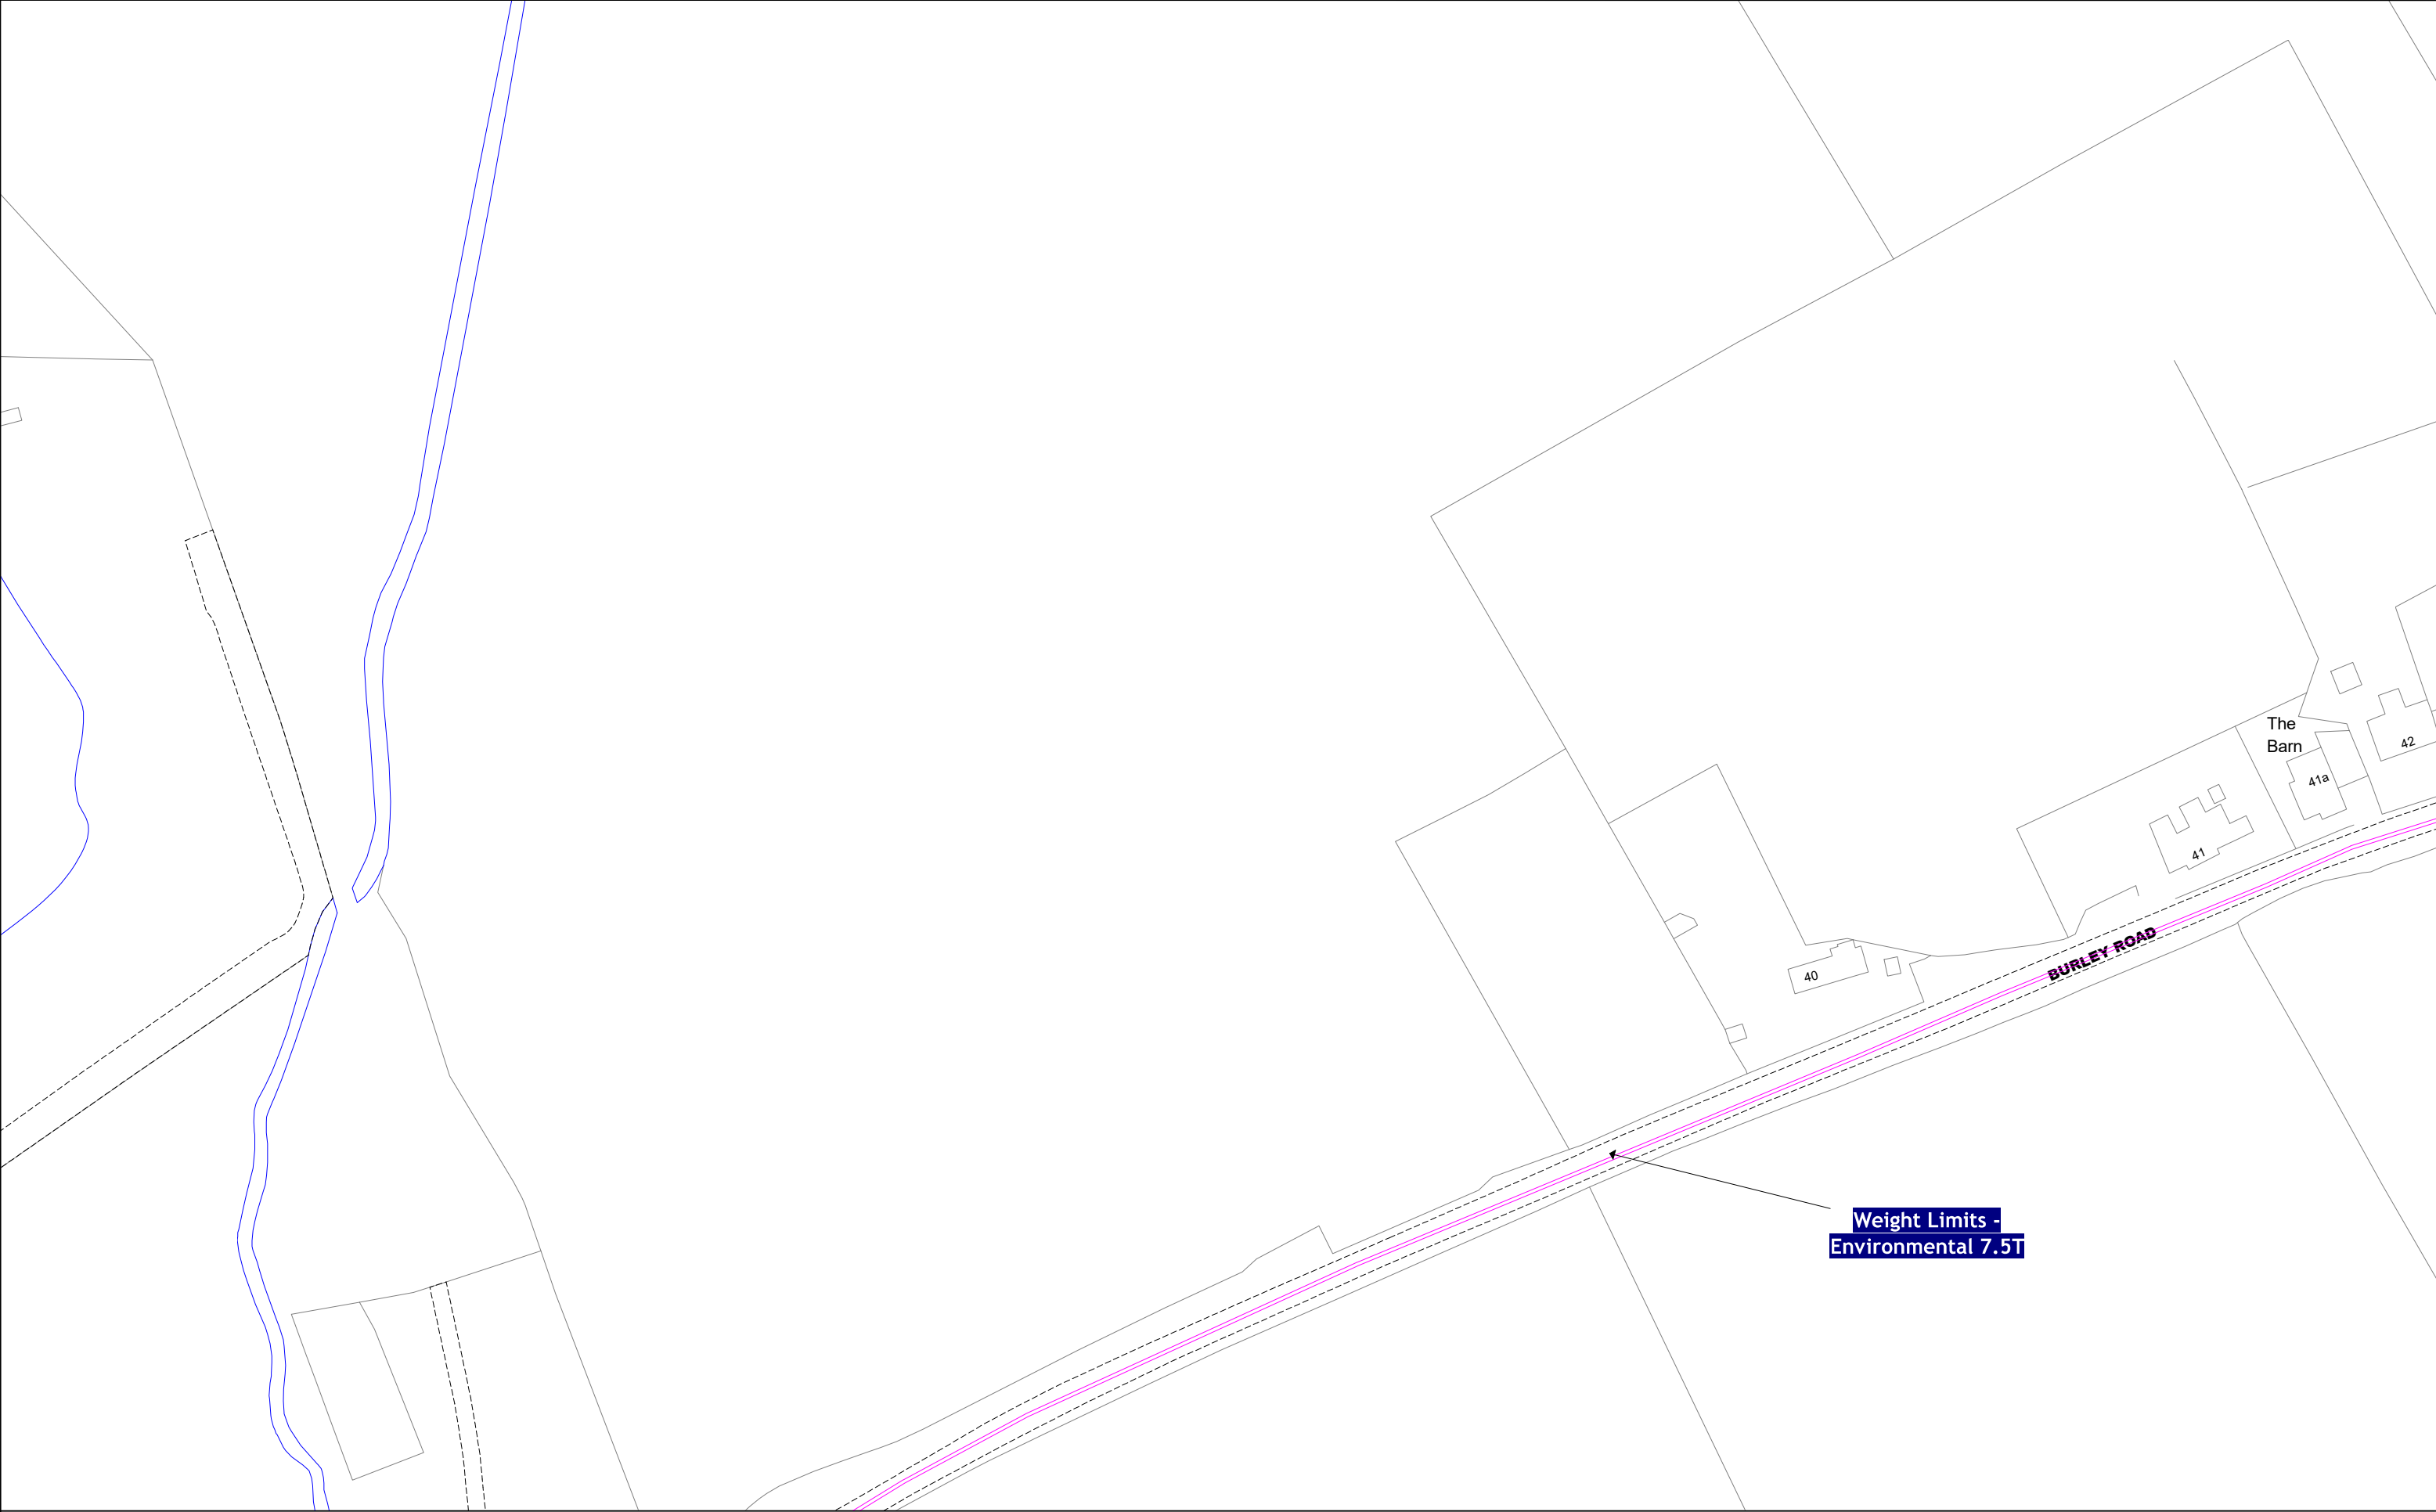 The
Barn
42
41a
41
BURLEY ROAD
40
Weight Limits -
Environmental 7.5T